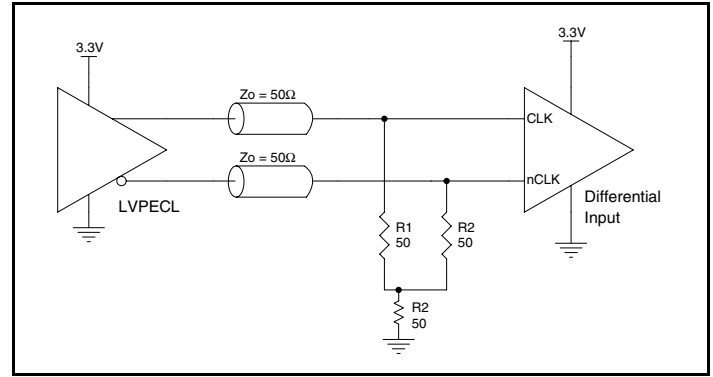 3.3V
3.3V
Zo = 50Ω
CLK
Zo = 50Ω
nCLK
LVPECL
Differential
Input
R1
50
R2
50
R2
50